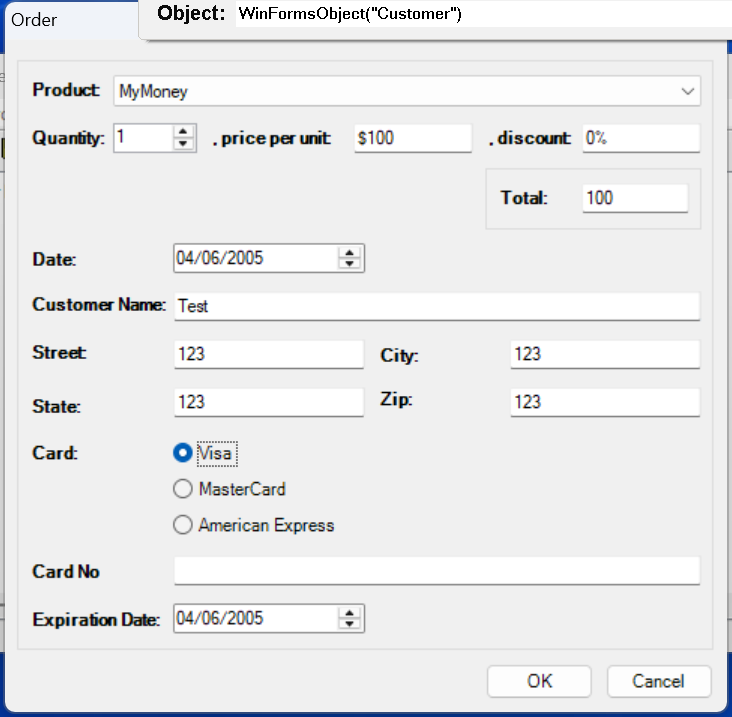 Order
Object: WinFormsObject("Customer")
Product: MyMoney
Quantity: 1 , price per unit: $100 , discount: 0%
Total: 100
Date: 04/06/2005
Customer Name: Test
Street: 123 City: 123
State: 123 Zip: 123
Card: Visa
MasterCard
American Express
Card No
Expiration Date: 04/06/2005
OK Cancel